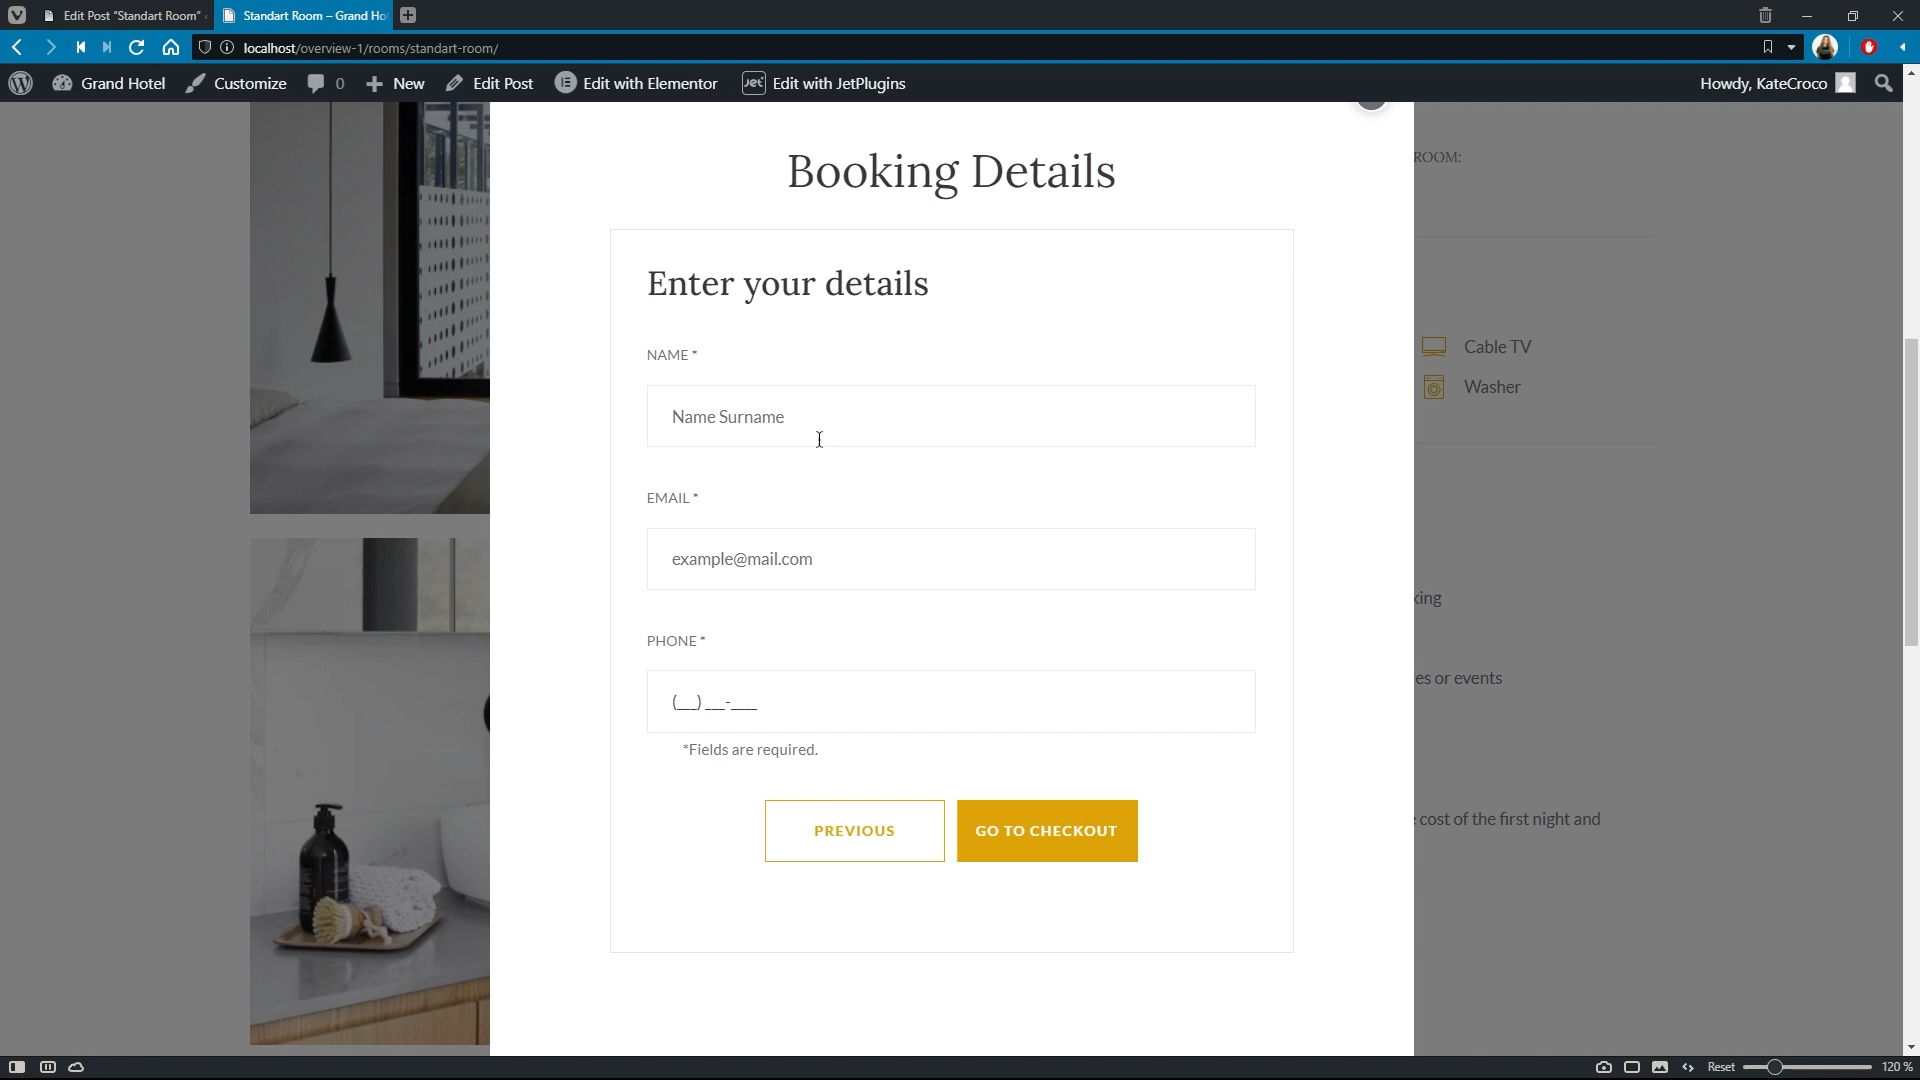 Edit Post “Standart Room”
Standart Room – Grand Ho
localhost/overview-1/rooms/standart-room/
Grand Hotel
Customize
0
New
Edit Post
Edit with Elementor
Jet
Edit with JetPlugins
Howdy, KateCroco
Booking Details
ROOM:
Enter your details
NAME *
Cable TV
Washer
Name Surname
EMAIL *
example@mail.com
king
PHONE *
es or events
(___) ___-____
*Fields are required.
PREVIOUS
GO TO CHECKOUT
cost of the first night and
Reset
120 %